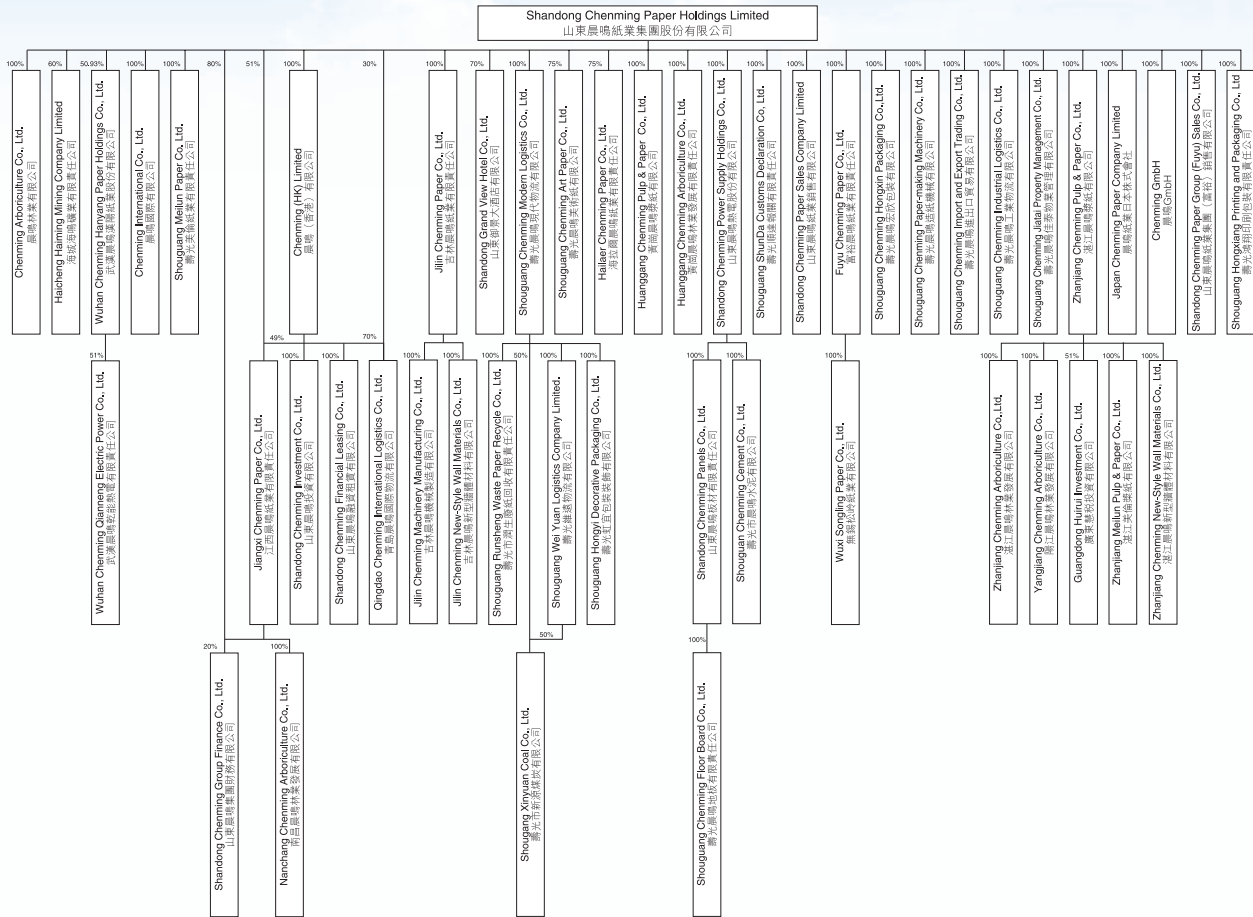 Shandong Chenming Paper Holdings Limited
山東晨鳴紙業集團股份有限公司
100%
Chenming Arboriculture Co., Ltd.
晨鳴林業有限公司
60%
Haicheng Haiming Mining Company Limited
海城海鳴礦業有限責任公司
50.93%
Wuhan Chenming Hanyang Paper Holdings Co., Ltd.
武漢晨鳴漢陽紙業股份有限公司
100%
Chenming International Co., Ltd.
晨鳴國際有限公司
100%
Shouguang Meilun Paper Co., Ltd.
壽光美倫紙業有限責任公司
80%
51%
100%
Chenming (HK) Limited
晨鳴（香港）有限公司
30%
100%
Jilin Chenming Paper Co., Ltd.
吉林晨鳴紙業有限責任公司
70%
Shandong Grand View Hotel Co., Ltd.
山東御景大酒店有限公司
100%
Shouguang Chenming Modern Logistics Co., Ltd.
壽光晨鳴現代物流有限公司
75%
Shouguang Chenming Art Paper Co., Ltd.
壽光晨鳴美術紙有限公司
75%
Hailaer Chenming Paper Co., Ltd.
海拉爾晨鳴紙業有限責任公司
100%
Huanggang Chenming Pulp & Paper Co., Ltd.
黃岡晨鳴漿紙有限公司
100%
Huanggang Chenming Arboriculture Co., Ltd.
黃岡晨鳴林業發展有限公司
100%
Shandong Chenming Power Supply Holdings Co., Ltd.
山東晨鳴熱電股份有限公司
100%
Shouguang ShunDa Customs Declaration Co, Ltd.
壽光順達報關有限公司
100%
Shandong Chenming Paper Sales Company Limited
山東晨鳴紙業銷售有限公司
100%
Fuyu Chenming Paper Co., Ltd.
富裕晨鳴紙業有限責任公司
100%
Shouguang Chenming Hongxin Packaging Co.,Ltd.
壽光晨鳴宏欣包裝有限公司
100%
Shouguang Chenming Paper-making Machinery Co., Ltd.
壽光晨鳴造紙機械有限公司
100%
Shouguang Chenming Import and Export Trading Co., Ltd.
壽光晨鳴進出口貿易有限公司
100%
Shouguang Chenming Industrial Logistics Co., Ltd.
壽光晨鳴工業物流有限公司
100%
Shouguang Chenming Jiatai Property Management Co., Ltd.
壽光晨鳴佳泰物業管理有限公司
100%
Zhanjiang Chenming Pulp & Paper Co., Ltd.
湛江晨鳴漿紙有限公司
100%
Japan Chenming Paper Company Limited
晨鳴紙業日本株式會社
100%
Chenming GmbH
晨鳴GmbH
100%
Shandong Chenming Paper Group (Fuyu) Sales Co., Ltd.
山東晨鳴紙業集團（富裕）銷售有限公司
100%
Shouguang Hongxiang Printing and Packaging Co., Ltd
壽光鴻翔印刷包裝有限責任公司
51%
Wuhan Chenming Qianneng Electric Power Co., Ltd.
武漢晨鳴乾能熱電有限責任公司
49%
Jiangxi Chenming Paper Co., Ltd.
江西晨鳴紙業有限責任公司
100%
Shandong Chenming Investment Co., Ltd.
山東晨鳴投資有限公司
100%
Shandong Chenming Financial Leasing Co., Ltd.
山東晨鳴融資租賃有限公司
70%
Qingdao Chenming International Logistics Co., Ltd.
青島晨鳴國際物流有限公司
100%
Jilin Chenming Machinery Manufacturing Co., Ltd.
吉林晨鳴機械製造有限公司
100%
Jilin Chenming New-Style Wall Materials Co., Ltd.
吉林晨鳴新型牆體材料有限公司
100%
Shouguang Runsheng Waste Paper Recycle Co., Ltd.
壽光市潤生廢紙回收有限責任公司
50%
100%
Shouguang Wei Yuan Logistics Company Limited.
壽光維遠物流有限公司
100%
Shouguang Hongyi Decorative Packaging Co., Ltd.
壽光虹宜包裝裝飾有限公司
100%
Shandong Chenming Panels Co., Ltd.
山東晨鳴板材有限責任公司
100%
Shouguan Chenming Cement Co., Ltd.
壽光市晨鳴水泥有限公司
100%
Wuxi Songling Paper Co., Ltd.
無錫松岭紙業有限公司
100%
Zhanjiang Chenming Arboriculture Co.,Ltd.
湛江晨鳴林業發展有限公司
100%
Yangjiang Chenming Arboriculture Co., Ltd.
陽江晨鳴林業發展有限公司
51%
Guangdong Huirui Investment Co., Ltd.
廣東慧稅投資有限公司
100%
Zhanjiang Meilun Pulp & Paper Co., Ltd.
湛江美倫漿紙有限公司
100%
Zhanjiang Chenming New-Style Wall Materials Co., Ltd.
湛江晨鳴新型牆體材料有限公司
20%
Shandong Chenming Group Finance Co., Ltd.
山東晨鳴集團財務有限公司
100%
Nanchang Chenming Arboriculture Co., Ltd.
南昌晨鳴林業發展有限公司
50%
Shougang Xinyuan Coal Co., Ltd.
壽光市新源煤炭有限公司
100%
Shouguang Chenming Floor Board Co., Ltd.
壽光晨鳴地板有限責任公司